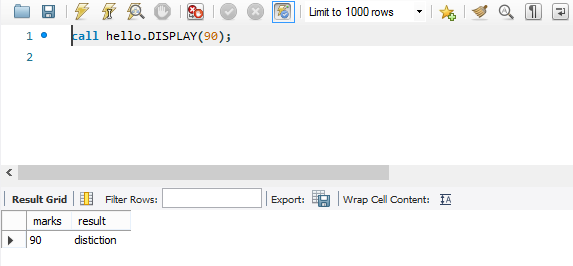 Limit to 1000 rows
1 call hello.DISPLAY(90);
2
Result Grid Filter Rows: Export: Wrap Cell Content: IA
marks result
90 distiction